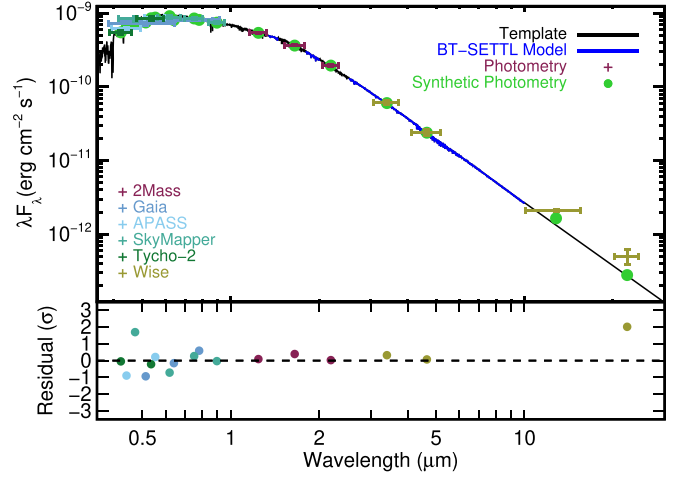 10⁻⁹
10⁻¹⁰
10⁻¹¹
10⁻¹²
λFλ(erg cm⁻² s⁻¹)
Template
BT−SETTL Model
Photometry
Synthetic Photometry
+ 2Mass
+ Gaia
+ APASS
+ SkyMapper
+ Tycho−2
+ Wise
Residual (σ)
3
2
1
0
−1
−2
−3
0.5 1 2 5 10
Wavelength (μm)